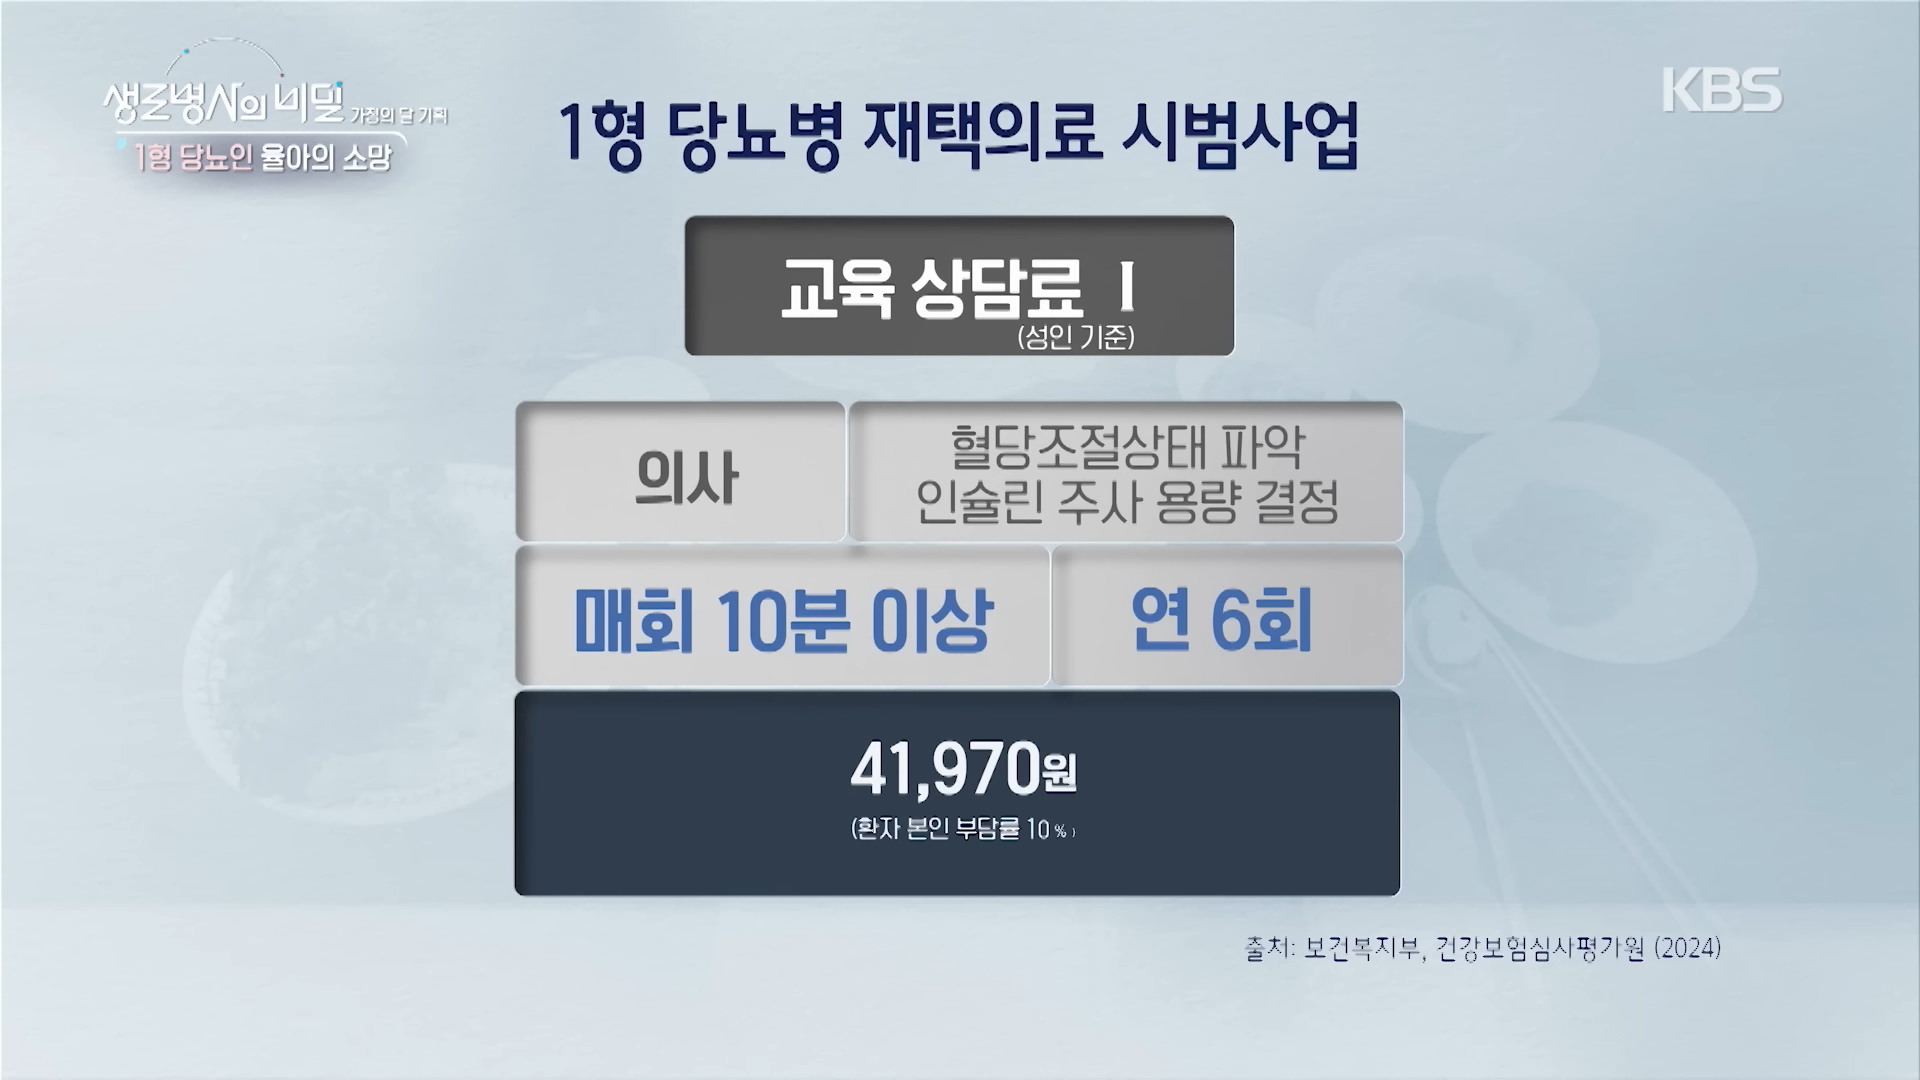 생로병사의 비밀 가정의 달 기획
1형 당뇨인 율아의 소망
KBS
1형 당뇨병 재택의료 시범사업
교육 상담료 Ⅰ
(성인 기준)
의사
혈당조절상태 파악
인슐린 주사 용량 결정
매회 10분 이상
연 6회
41,970원
(환자 본인 부담률 10%)
출처: 보건복지부, 건강보험심사평가원 (2024)